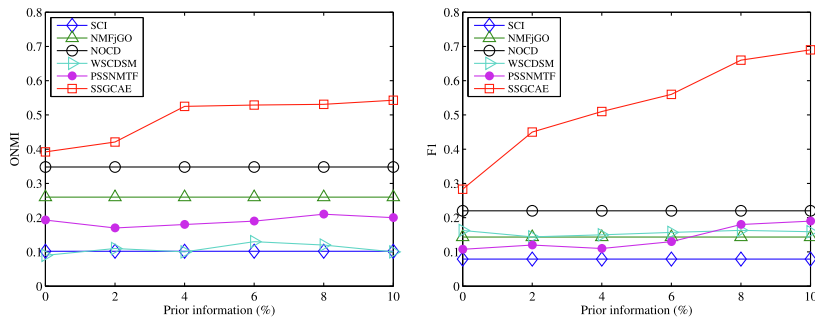 0.8
0.7
0.6
0.5
0.4
0.3
0.2
0.1
0
ONMI
SCI
NMFjGO
NOCD
WSCDSM
PSSNMTF
SSGCAE
0 2 4 6 8 10
Prior information (%)
0.8
0.7
0.6
0.5
0.4
0.3
0.2
0.1
0
F1
SCI
NMFjGO
NOCD
WSCDSM
PSSNMTF
SSGCAE
0 2 4 6 8 10
Prior information (%)